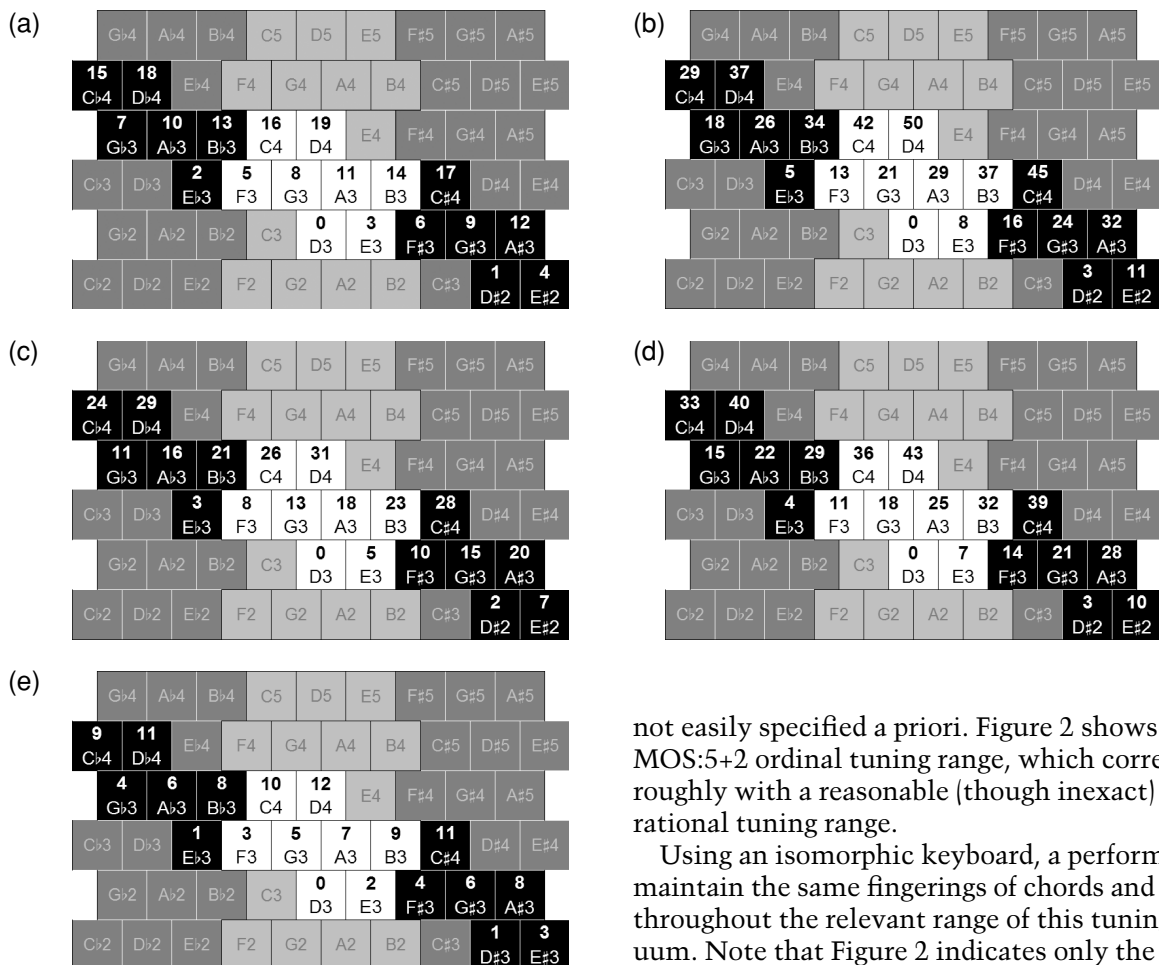 (a)
G♭4 A♭4 B♭4 C5 D5 E5 F♯5 G♯5 A♯5
15 18
C♭4 D♭4 E♭4 F4 G4 A4 B4 C♯5 D♯5 E♯5
7 10 13 16 19
G♭3 A♭3 B♭3 C4 D4 E4 F♯4 G♯4 A♯5
2 5 8 11 14 17
C♭3 D♭3 E♭3 F3 G3 A3 B3 C♯4 D♯4 E♯4
0 3 6 9 12
G♭2 A♭2 B♭2 C3 D3 E3 F♯3 G♯3 A♯3
1 4
C♭2 D♭2 E♭2 F2 G2 A2 B2 C♯3 D♯2 E♯2
(b)
G♭4 A♭4 B♭4 C5 D5 E5 F♯5 G♯5 A♯5
29 37
C♭4 D♭4 E♭4 F4 G4 A4 B4 C♯5 D♯5 E♯5
18 26 34 42 50
G♭3 A♭3 B♭3 C4 D4 E4 F♯4 G♯4 A♯5
5 13 21 29 37 45
C♭3 D♭3 E♭3 F3 G3 A3 B3 C♯4 D♯4 E♯4
0 8 16 24 32
G♭2 A♭2 B♭2 C3 D3 E3 F♯3 G♯3 A♯3
3 11
C♭2 D♭2 E♭2 F2 G2 A2 B2 C♯3 D♯2 E♯2
(c)
G♭4 A♭4 B♭4 C5 D5 E5 F♯5 G♯5 A♯5
24 29
C♭4 D♭4 E♭4 F4 G4 A4 B4 C♯5 D♯5 E♯5
11 16 21 26 31
G♭3 A♭3 B♭3 C4 D4 E4 F♯4 G♯4 A♯5
3 8 13 18 23 28
C♭3 D♭3 E♭3 F3 G3 A3 B3 C♯4 D♯4 E♯4
0 5 10 15 20
G♭2 A♭2 B♭2 C3 D3 E3 F♯3 G♯3 A♯3
2 7
C♭2 D♭2 E♭2 F2 G2 A2 B2 C♯3 D♯2 E♯2
(d)
G♭4 A♭4 B♭4 C5 D5 E5 F♯5 G♯5 A♯5
33 40
C♭4 D♭4 E♭4 F4 G4 A4 B4 C♯5 D♯5 E♯5
15 22 29 36 43
G♭3 A♭3 B♭3 C4 D4 E4 F♯4 G♯4 A♯5
4 11 18 25 32 39
C♭3 D♭3 E♭3 F3 G3 A3 B3 C♯4 D♯4 E♯4
0 7 14 21 28
G♭2 A♭2 B♭2 C3 D3 E3 F♯3 G♯3 A♯3
3 10
C♭2 D♭2 E♭2 F2 G2 A2 B2 C♯3 D♯2 E♯2
(e)
G♭4 A♭4 B♭4 C5 D5 E5 F♯5 G♯5 A♯5
9 11
C♭4 D♭4 E♭4 F4 G4 A4 B4 C♯5 D♯5 E♯5
4 6 8 10 12
G♭3 A♭3 B♭3 C4 D4 E4 F♯4 G♯4 A♯5
1 3 5 7 9 11
C♭3 D♭3 E♭3 F3 G3 A3 B3 C♯4 D♯4 E♯4
0 2 4 6 8
G♭2 A♭2 B♭2 C3 D3 E3 F♯3 G♯3 A♯3
1 3
C♭2 D♭2 E♭2 F2 G2 A2 B2 C♯3 D♯3 E♯3
not easily specified a priori. Figure 2 shows
MOS:5+2 ordinal tuning range, which corre
roughly with a reasonable (though inexact)
rational tuning range.
Using an isomorphic keyboard, a perform
maintain the same fingerings of chords and
throughout the relevant range of this tunin
uum. Note that Figure 2 indicates only the